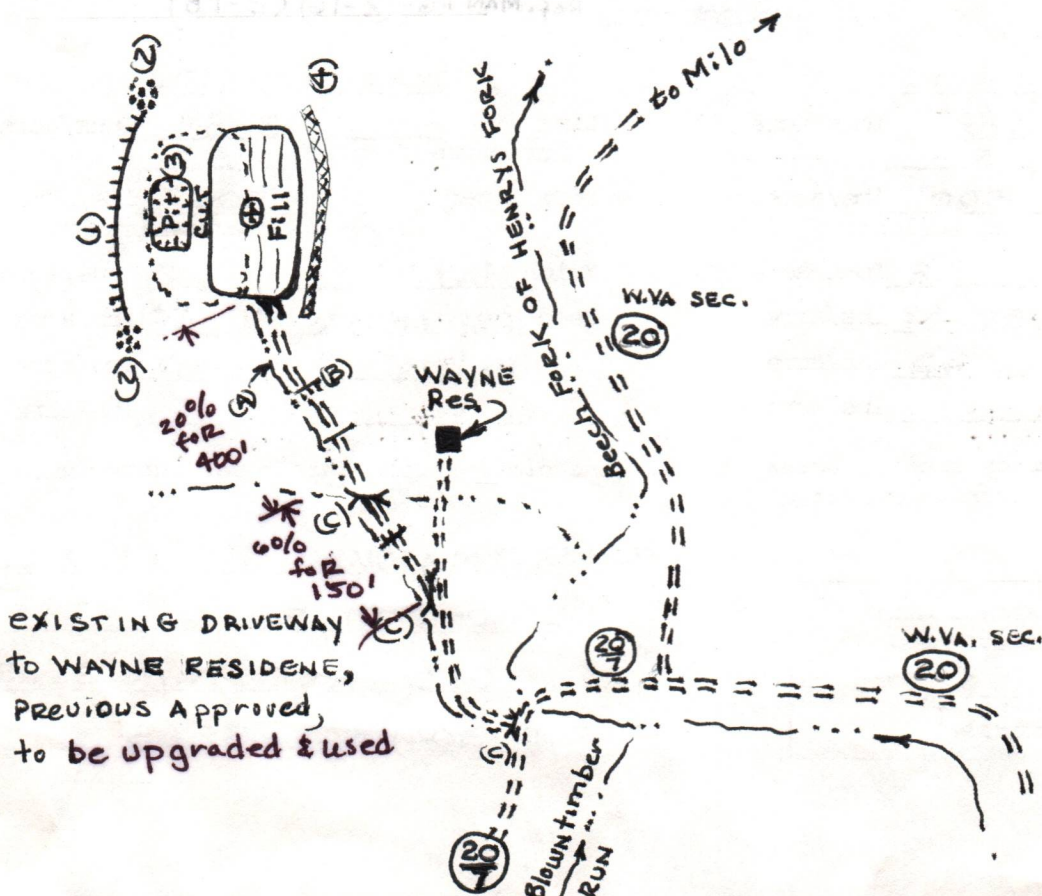 to Milo
(2)
(4)
(1)
(3)
Pit
Cut
Fill
(2)
BEECH FORK OF HENRYS FORK
W.VA SEC.
20
WAYNE
Res.
(A)
(B)
20%
foR
400'
(C)
6%
foR
150'
(C)
EXISTING DRIVEWAY
to WAYNE RESIDENE,
PREVIOUS APPROVED,
to be upgraded & used
20/7
W.VA. SEC.
20
(C)
20/7
Blowntimber
RUN